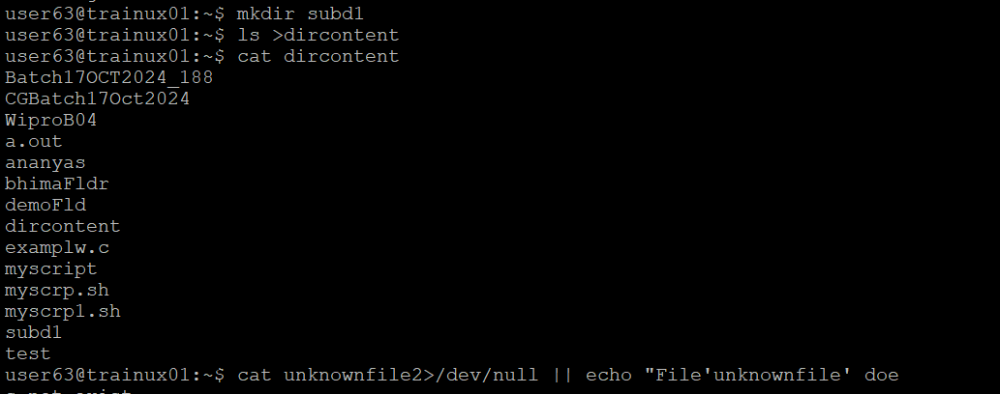 user63@trainux01:~$ mkdir subd1
user63@trainux01:~$ ls >dircontent
user63@trainux01:~$ cat dircontent
Batch17OCT2024_188
CGBatch17Oct2024
WiproB04
a.out
ananyas
bhimaFldr
demoFld
dircontent
examplw.c
myscript
myscrp.sh
myscrp1.sh
subd1
test
user63@trainux01:~$ cat unknownfile2>/dev/null || echo "File'unknownfile' doe
s not exist